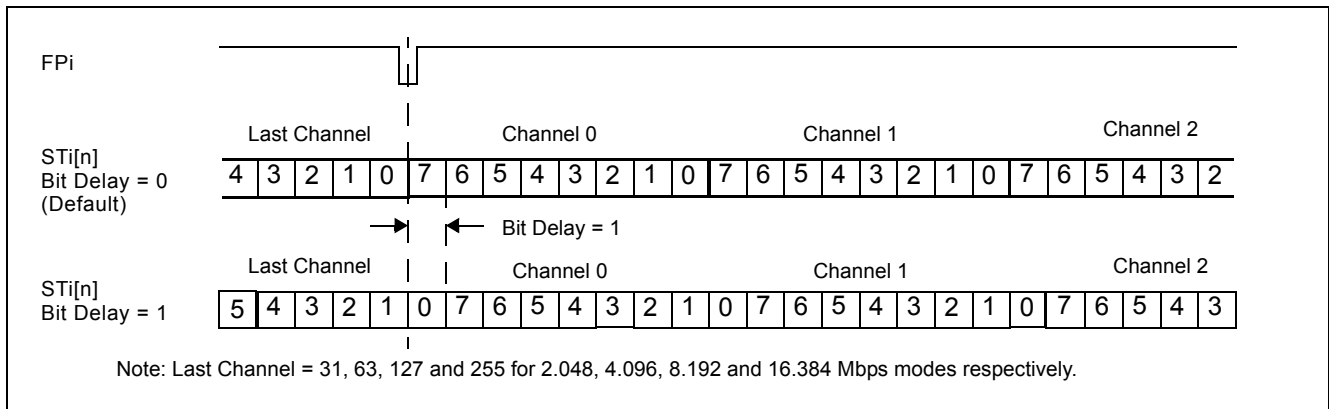 FPi
Last Channel Channel 0 Channel 1 Channel 2
STi[n]
Bit Delay = 0
(Default)
4 3 2 1 0 7 6 5 4 3 2 1 0 7 6 5 4 3 2 1 0 7 6 5 4 3 2
Bit Delay = 1
Last Channel Channel 0 Channel 1 Channel 2
STi[n]
Bit Delay = 1
5 4 3 2 1 0 7 6 5 4 3 2 1 0 7 6 5 4 3 2 1 0 7 6 5 4 3
Note: Last Channel = 31, 63, 127 and 255 for 2.048, 4.096, 8.192 and 16.384 Mbps modes respectively.